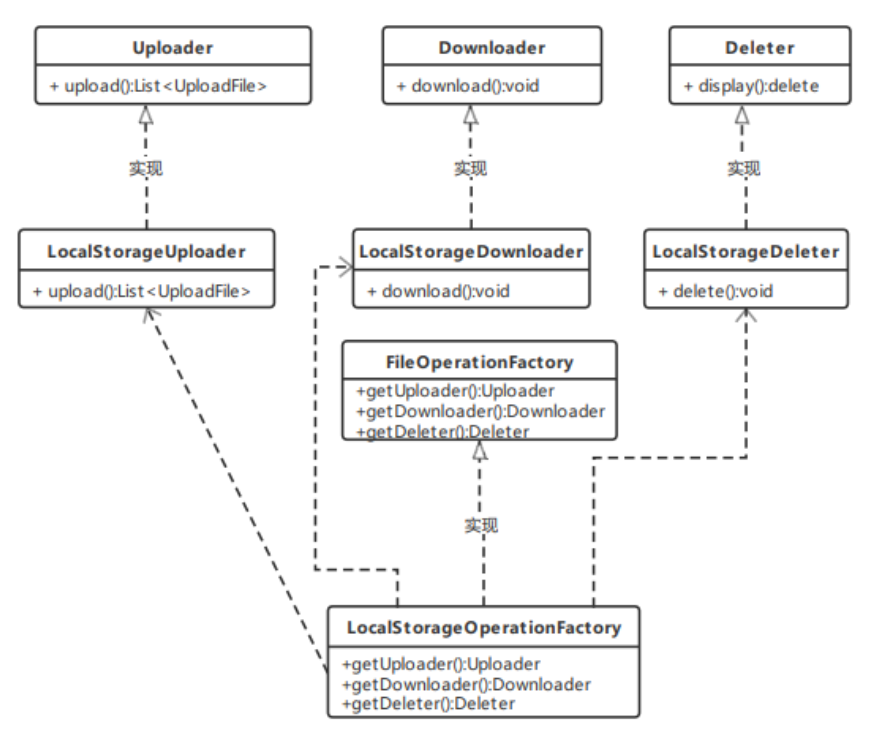 Uploader
+ upload():List<UploadFile>
Downloader
+ download():void
Deleter
+ display():delete
实现
实现
实现
LocalStorageUploader
+ upload():List<UploadFile>
LocalStorageDownloader
+ download():void
LocalStorageDeleter
+ delete():void
FileOperationFactory
+getUploader():Uploader
+getDownloader():Downloader
+getDeleter():Deleter
实现
LocalStorageOperationFactory
+getUploader():Uploader
+getDownloader():Downloader
+getDeleter():Deleter